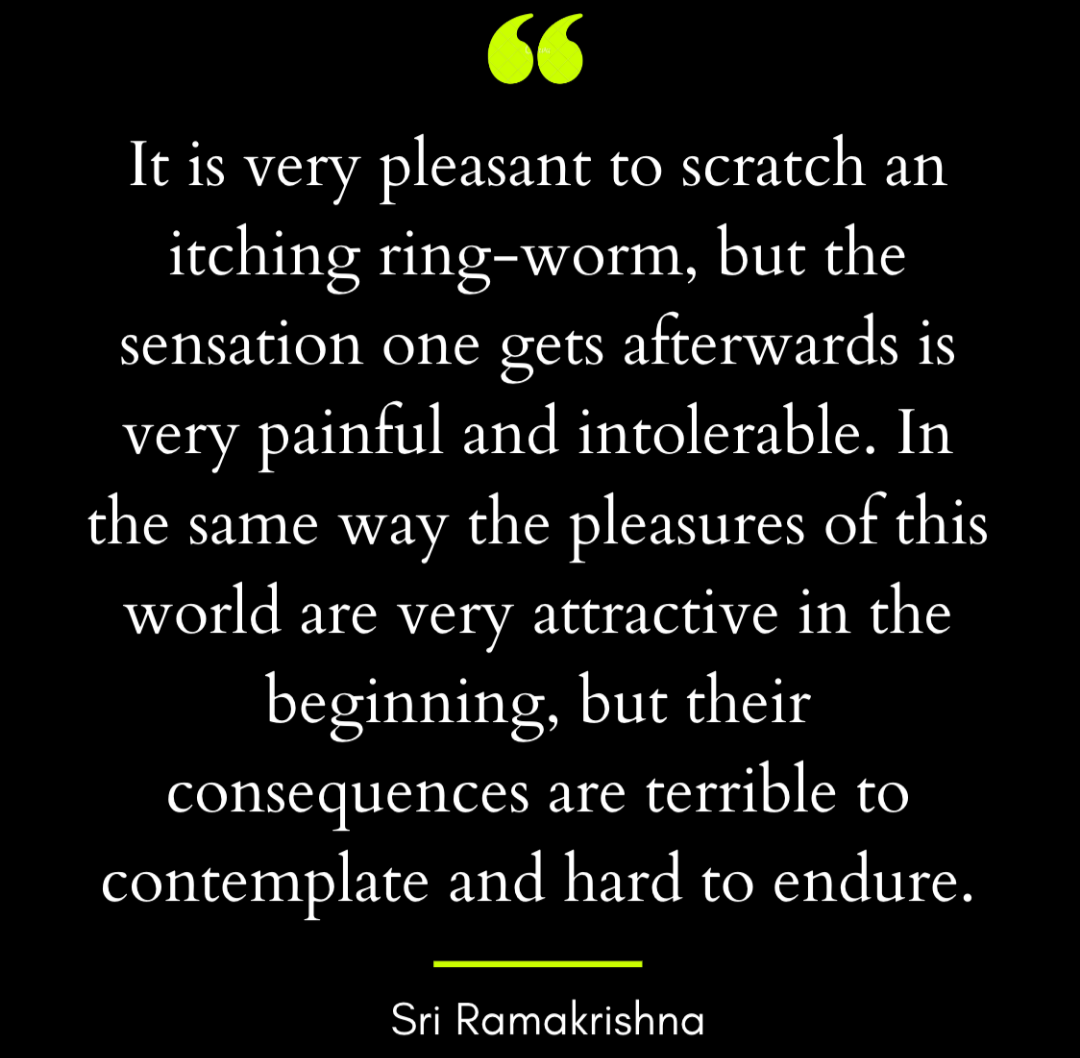 “
It is very pleasant to scratch an
itching ring-worm, but the
sensation one gets afterwards is
very painful and intolerable. In
the same way the pleasures of this
world are very attractive in the
beginning, but their
consequences are terrible to
contemplate and hard to endure.
Sri Ramakrishna